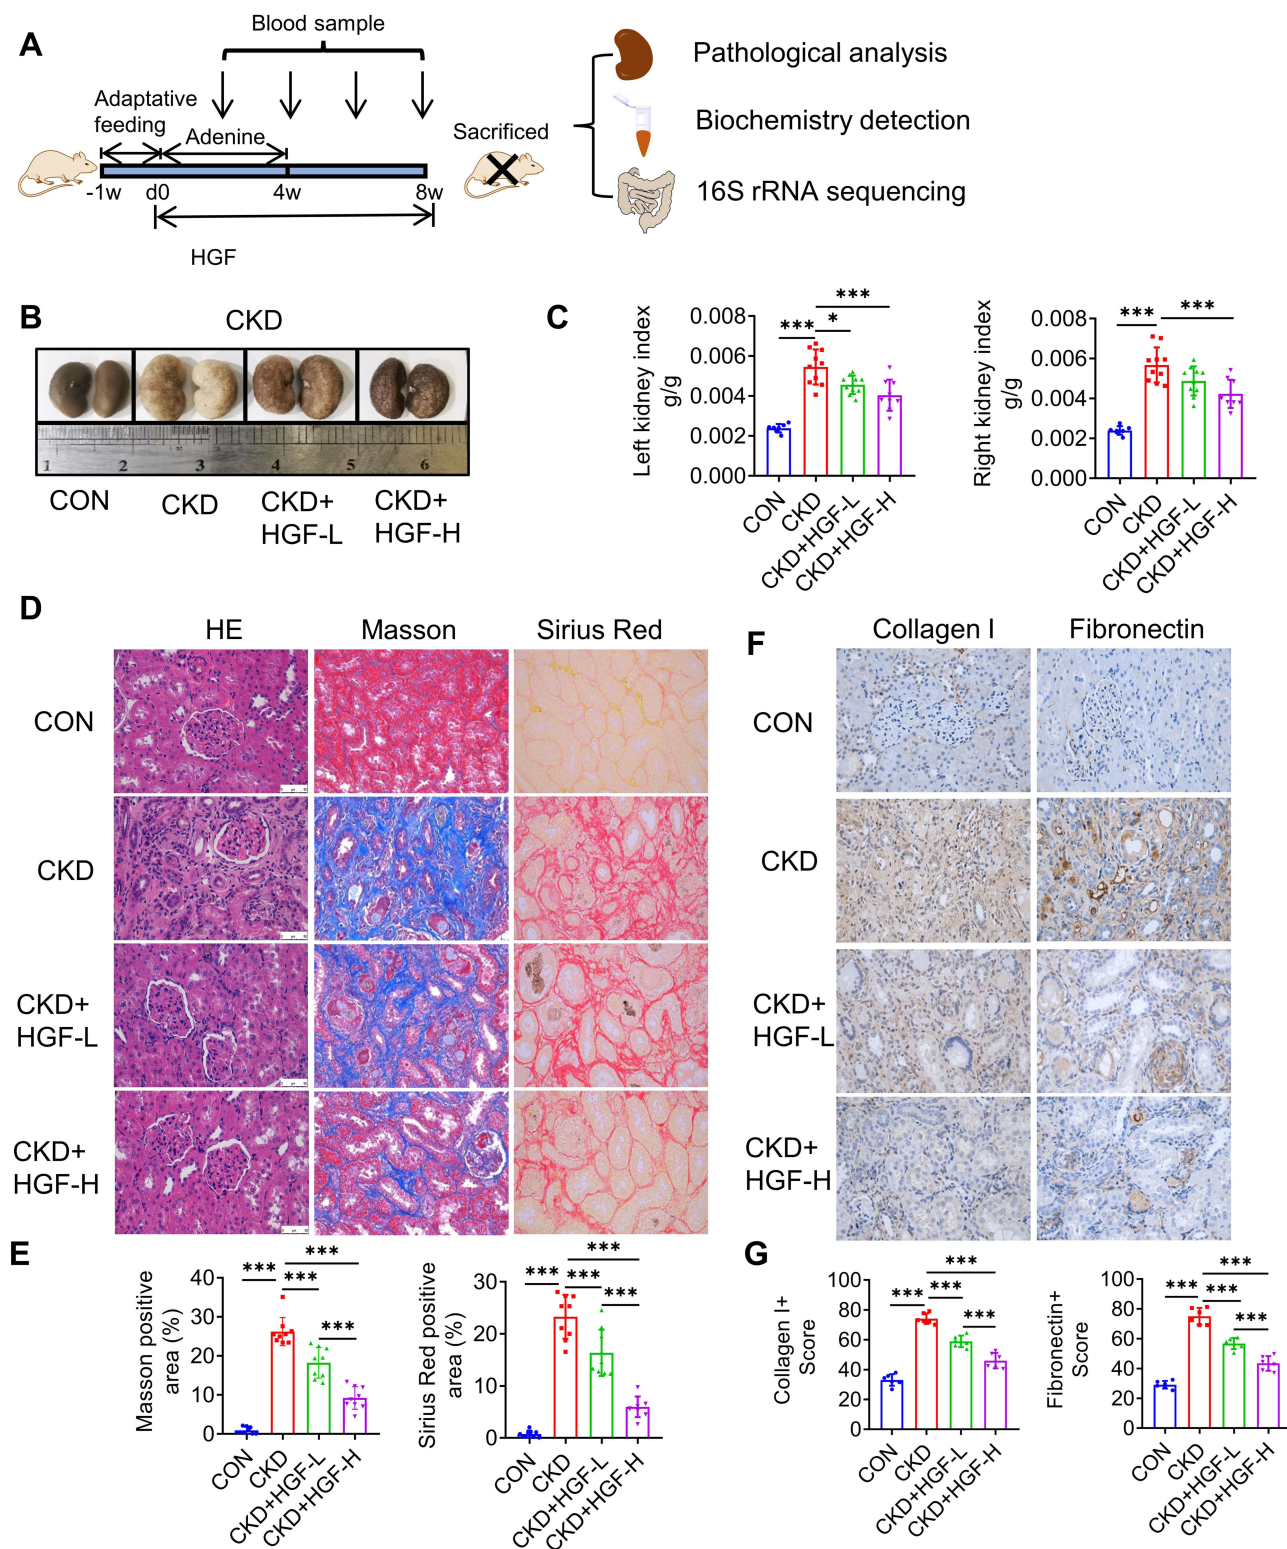 A
Blood sample
Adaptative
feeding
Adenine
-1w
d0
4w
8w
HGF
Sacrificed
Pathological analysis
Biochemistry detection
16S rRNA sequencing
B
CKD
1 2 3 4 5 6
CON
CKD
CKD+
HGF-L
CKD+
HGF-H
C
Left kidney index
g/g
0.008
0.006
0.004
0.002
0.000
***
*
***
CON
CKD
CKD+HGF-L
CKD+HGF-H
Right kidney index
g/g
0.008
0.006
0.004
0.002
0.000
***
***
CON
CKD
CKD+HGF-L
CKD+HGF-H
D
HE
Masson
Sirius Red
CON
CKD
CKD+
HGF-L
CKD+
HGF-H
F
Collagen I
Fibronectin
CON
CKD
CKD+
HGF-L
CKD+
HGF-H
E
Masson positive
area (%)
40
30
20
10
0
***
***
***
***
CON
CKD
CKD+HGF-L
CKD+HGF-H
Sirius Red positive
area (%)
30
20
10
0
***
***
***
***
CON
CKD
CKD+HGF-L
CKD+HGF-H
G
Collagen I+
Score
100
80
60
40
20
0
***
***
***
***
CON
CKD
CKD+HGF-L
CKD+HGF-H
Fibronectin+
Score
100
80
60
40
20
0
***
***
***
***
CON
CKD
CKD+HGF-L
CKD+HGF-H